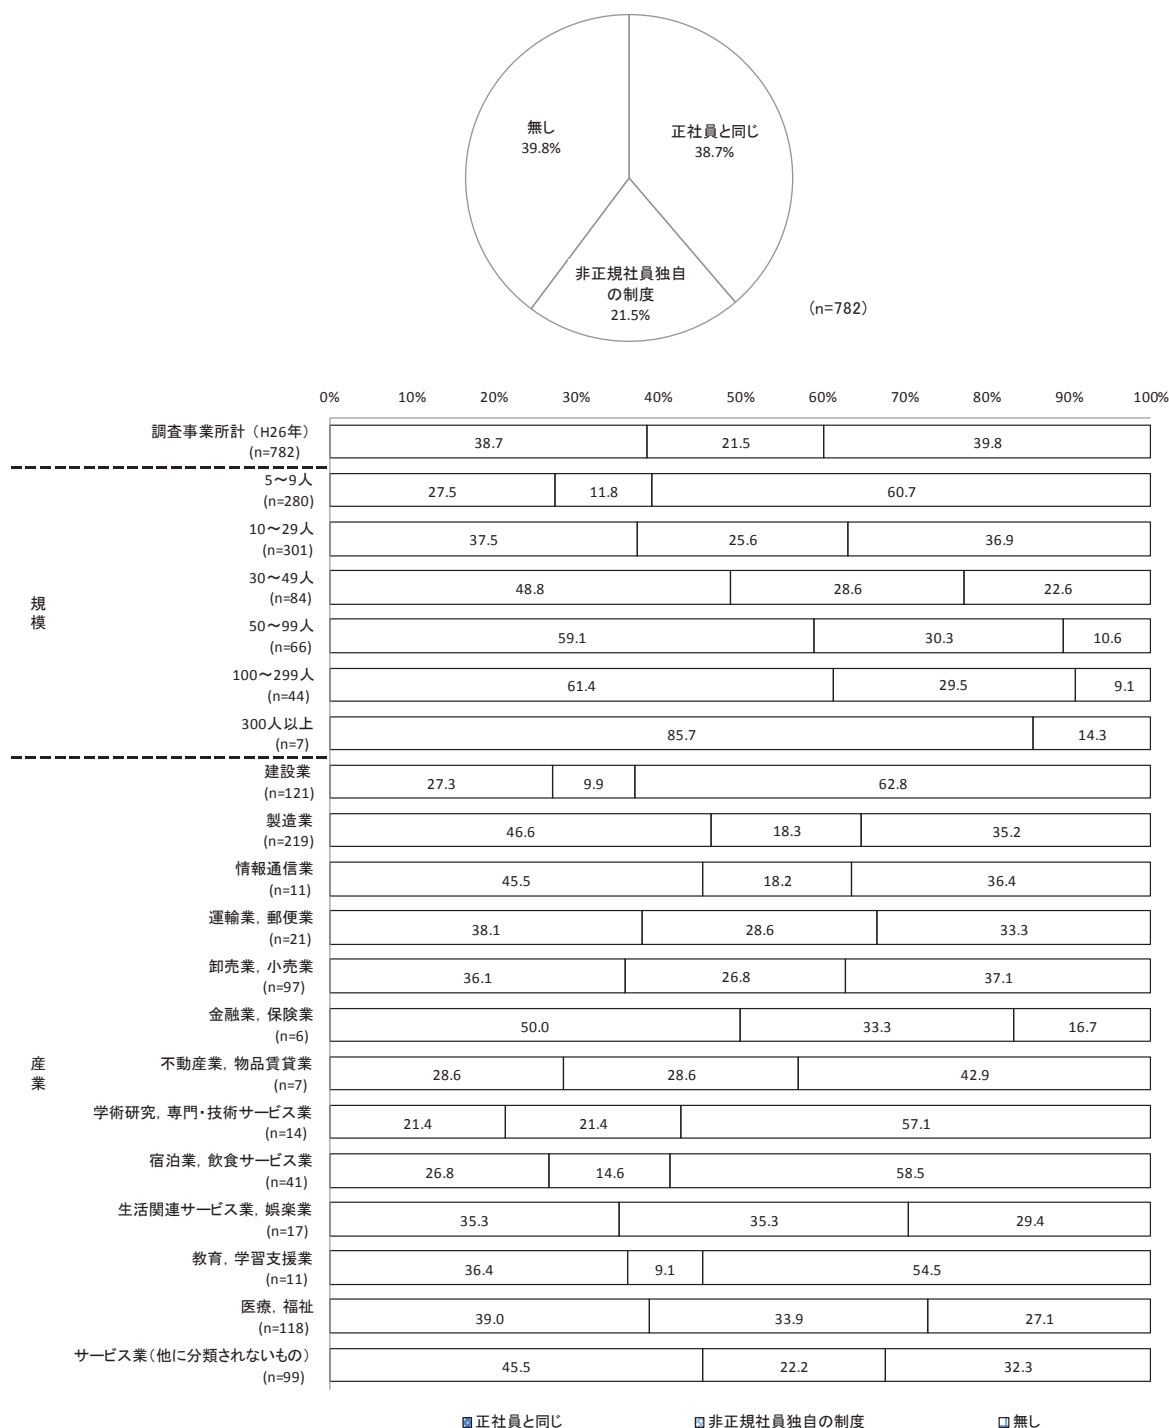 無し
39.8%
正社員と同じ
38.7%
非正規社員独自
の制度
21.5%
(n=782)
0% 10% 20% 30% 40% 50% 60% 70% 80% 90% 100%
調査事業所計（H26年）
(n=782)
38.7 21.5 39.8
規模
5～9人
(n=280)
27.5 11.8 60.7
10～29人
(n=301)
37.5 25.6 36.9
30～49人
(n=84)
48.8 28.6 22.6
50～99人
(n=66)
59.1 30.3 10.6
100～299人
(n=44)
61.4 29.5 9.1
300人以上
(n=7)
85.7 14.3
産業
建設業
(n=121)
27.3 9.9 62.8
製造業
(n=219)
46.6 18.3 35.2
情報通信業
(n=11)
45.5 18.2 36.4
運輸業，郵便業
(n=21)
38.1 28.6 33.3
卸売業，小売業
(n=97)
36.1 26.8 37.1
金融業，保険業
(n=6)
50.0 33.3 16.7
不動産業，物品賃貸業
(n=7)
28.6 28.6 42.9
学術研究，専門・技術サービス業
(n=14)
21.4 21.4 57.1
宿泊業，飲食サービス業
(n=41)
26.8 14.6 58.5
生活関連サービス業，娯楽業
(n=17)
35.3 35.3 29.4
教育，学習支援業
(n=11)
36.4 9.1 54.5
医療，福祉
(n=118)
39.0 33.9 27.1
サービス業（他に分類されないもの）
(n=99)
45.5 22.2 32.3
正社員と同じ 非正規社員独自の制度 無し